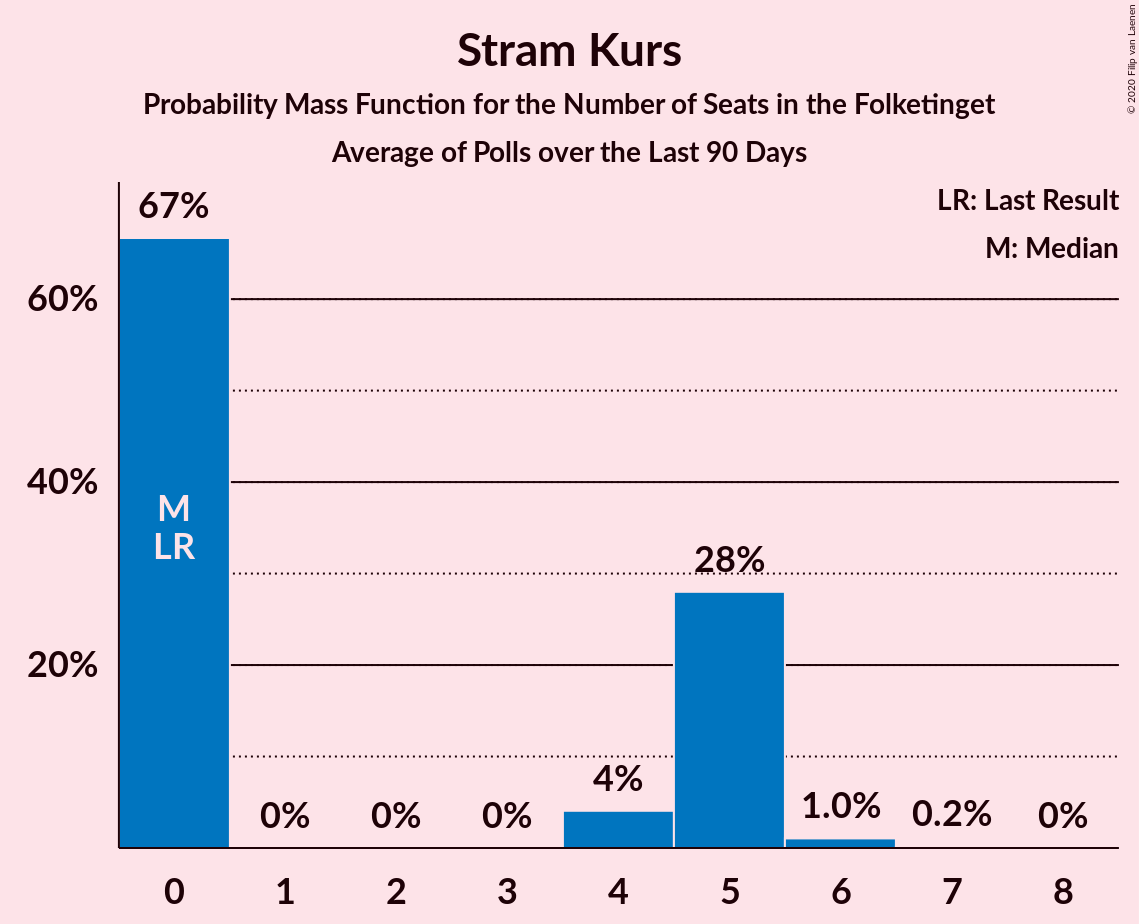 Stram Kurs
Probability Mass Function for the Number of Seats in the Folketinget
Average of Polls over the Last 90 Days
© 2020 Filip van Laenen
LR: Last Result
M: Median
67%
60%
40%
20%
M
LR
0%
0%
0%
4%
28%
1.0%
0.2%
0%
0 1 2 3 4 5 6 7 8